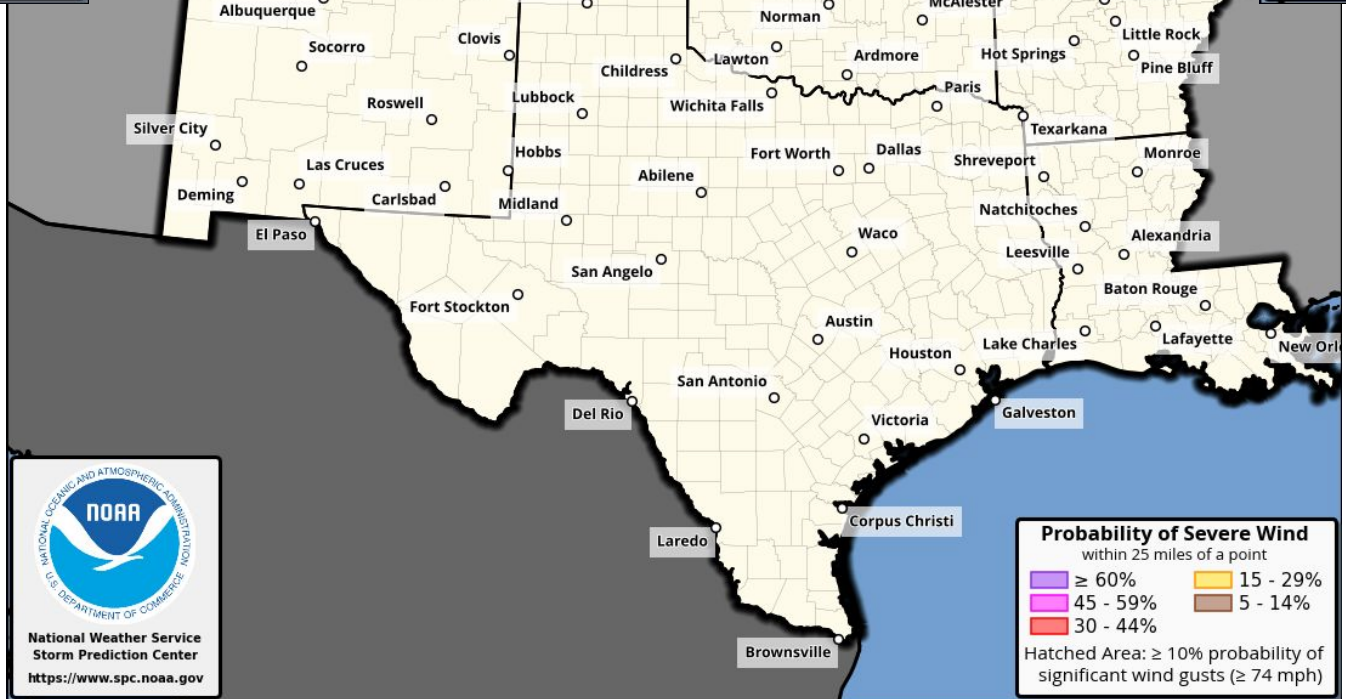 Albuquerque
Norman
McAlester
Little Rock
Socorro
Clovis
Childress
Lawton
Ardmore
Hot Springs
Pine Bluff
Roswell
Lubbock
Wichita Falls
Paris
Silver City
Texarkana
Las Cruces
Hobbs
Fort Worth
Dallas
Shreveport
Monroe
Deming
Carlsbad
Midland
Abilene
Natchitoches
El Paso
Waco
Alexandria
San Angelo
Leesville
Fort Stockton
Baton Rouge
Austin
Houston
Lake Charles
Lafayette
New Orl
San Antonio
Del Rio
Victoria
Galveston
Laredo
Corpus Christi
Brownsville
NATIONAL OCEANIC AND ATMOSPHERIC ADMINISTRATION
NOAA
U.S. DEPARTMENT OF COMMERCE
National Weather Service
Storm Prediction Center
https://www.spc.noaa.gov
Probability of Severe Wind
within 25 miles of a point
≥ 60% 15 - 29%
45 - 59% 5 - 14%
30 - 44%
Hatched Area: ≥ 10% probability of
significant wind gusts (≥ 74 mph)